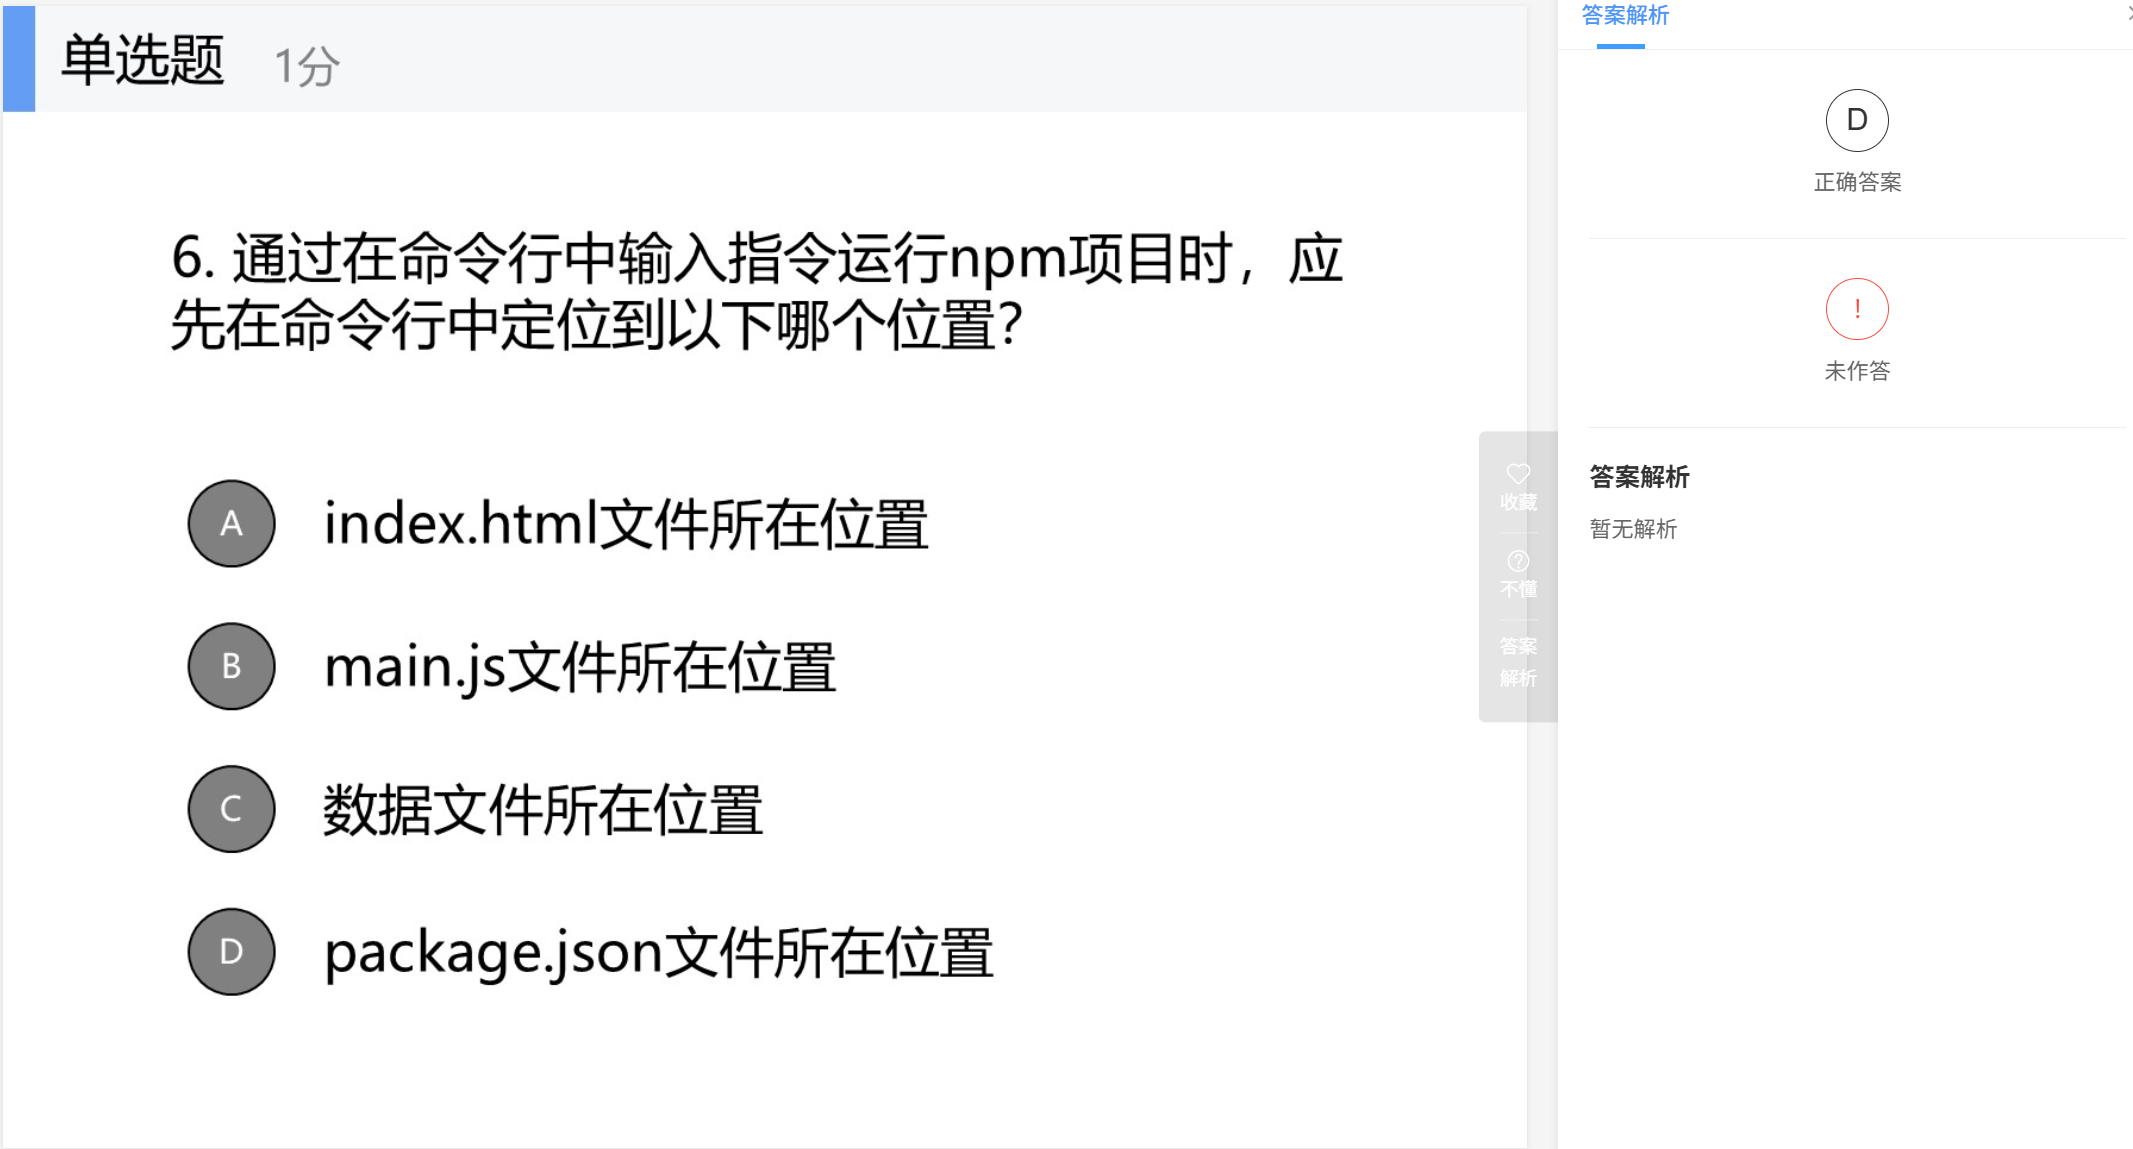 单选题 1分
6. 通过在命令行中输入指令运行npm项目时，应
先在命令行中定位到以下哪个位置？
A index.html文件所在位置
B main.js文件所在位置
C 数据文件所在位置
D package.json文件所在位置
收藏
不懂
答案
解析
答案解析
D
正确答案
!
未作答
答案解析
暂无解析